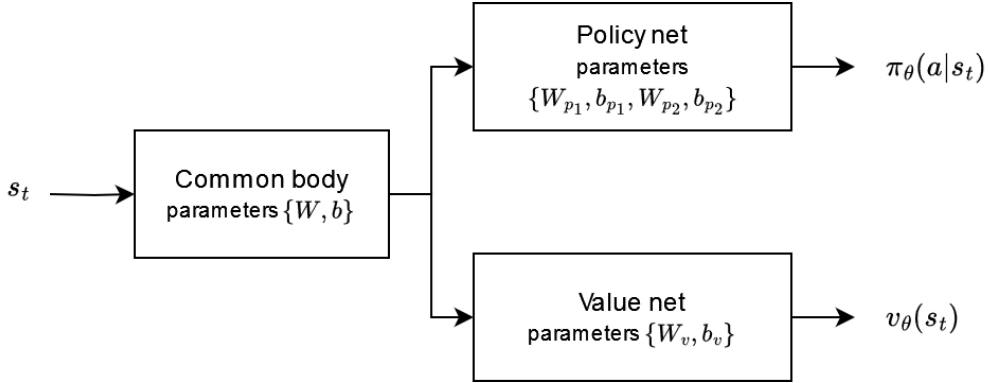 Policy net
parameters
{W_{p_1}, b_{p_1}, W_{p_2}, b_{p_2}}
π_θ(a|s_t)
s_t
Common body
parameters {W, b}
Value net
parameters {W_v, b_v}
v_θ(s_t)